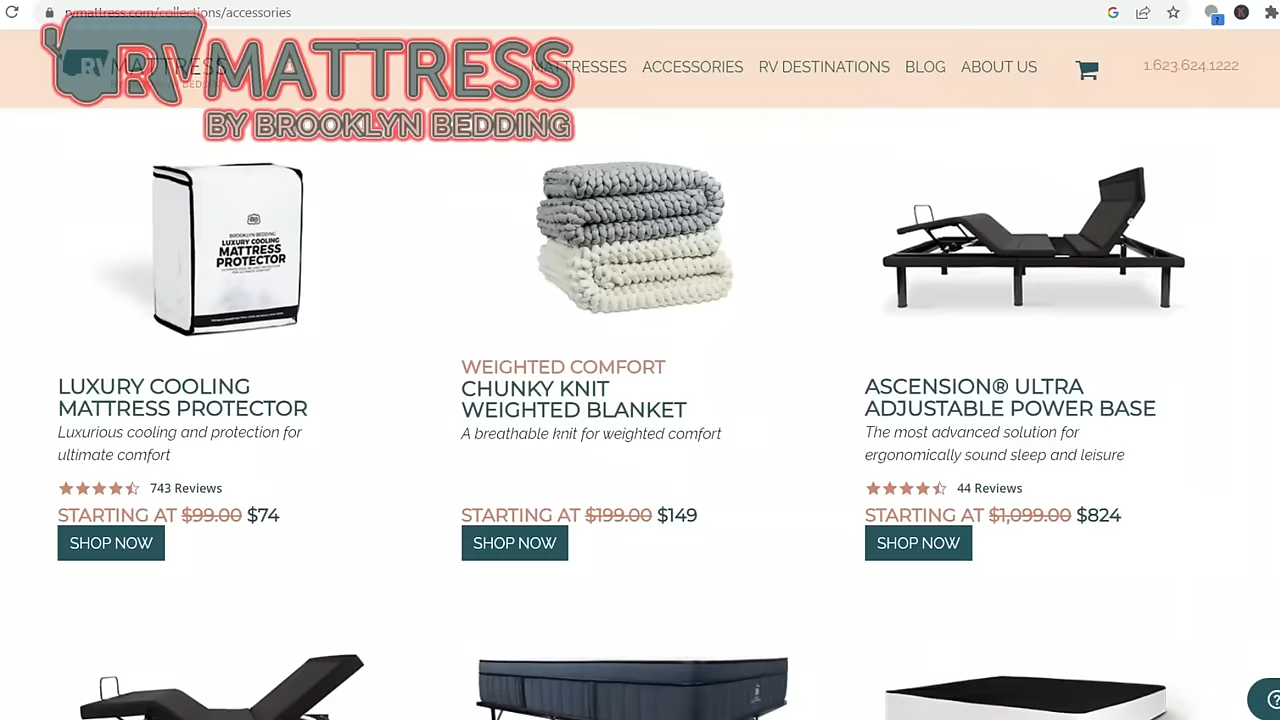 rvmattress.com/collections/accessories
RV MATTRESS
BY BROOKLYN BEDDING
MATTRESSES ACCESSORIES RV DESTINATIONS BLOG ABOUT US 1.623.624.1222
BROOKLYN BEDDING
LUXURY COOLING
MATTRESS
PROTECTOR
LUXURY COOLING
MATTRESS PROTECTOR
Luxurious cooling and protection for
ultimate comfort
743 Reviews
STARTING AT $99.00 $74
SHOP NOW
WEIGHTED COMFORT
CHUNKY KNIT
WEIGHTED BLANKET
A breathable knit for weighted comfort
STARTING AT $199.00 $149
SHOP NOW
ASCENSION® ULTRA
ADJUSTABLE POWER BASE
The most advanced solution for
ergonomically sound sleep and leisure
44 Reviews
STARTING AT $1,099.00 $824
SHOP NOW